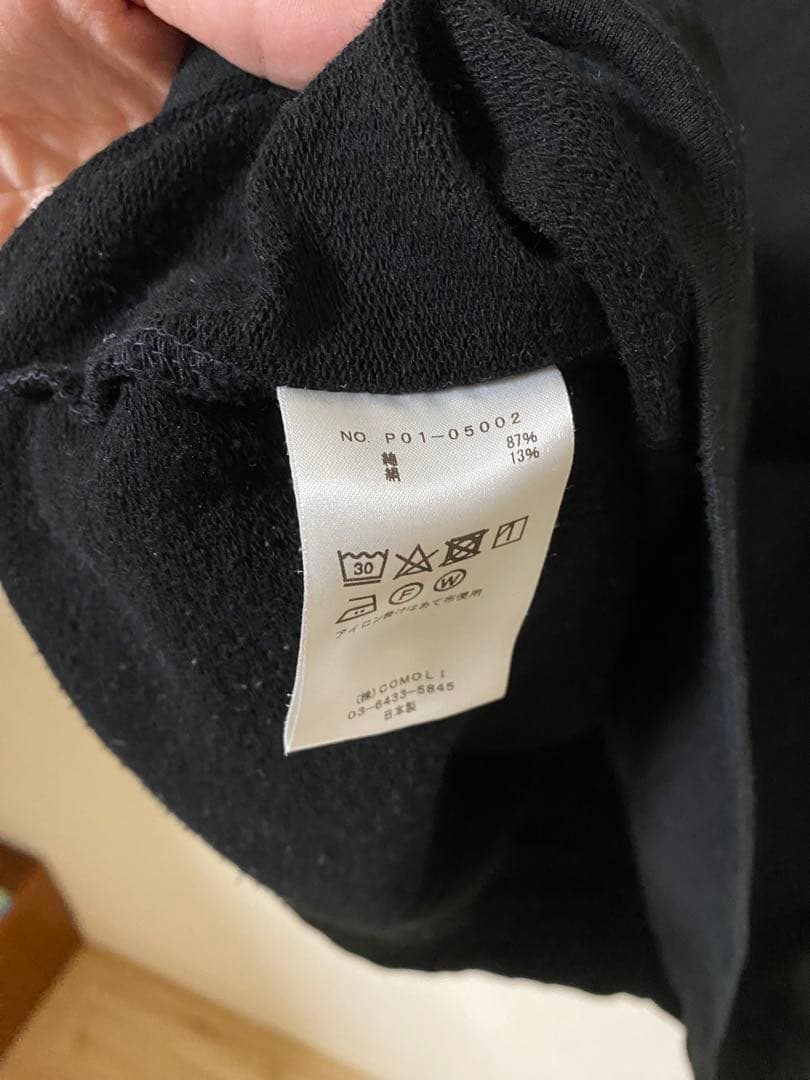 NO. P01-05002
綿 87%
絹 13%
30
F W
アイロン掛けはあて布使用
(株)COMOLI
03-6433-5845
日本製